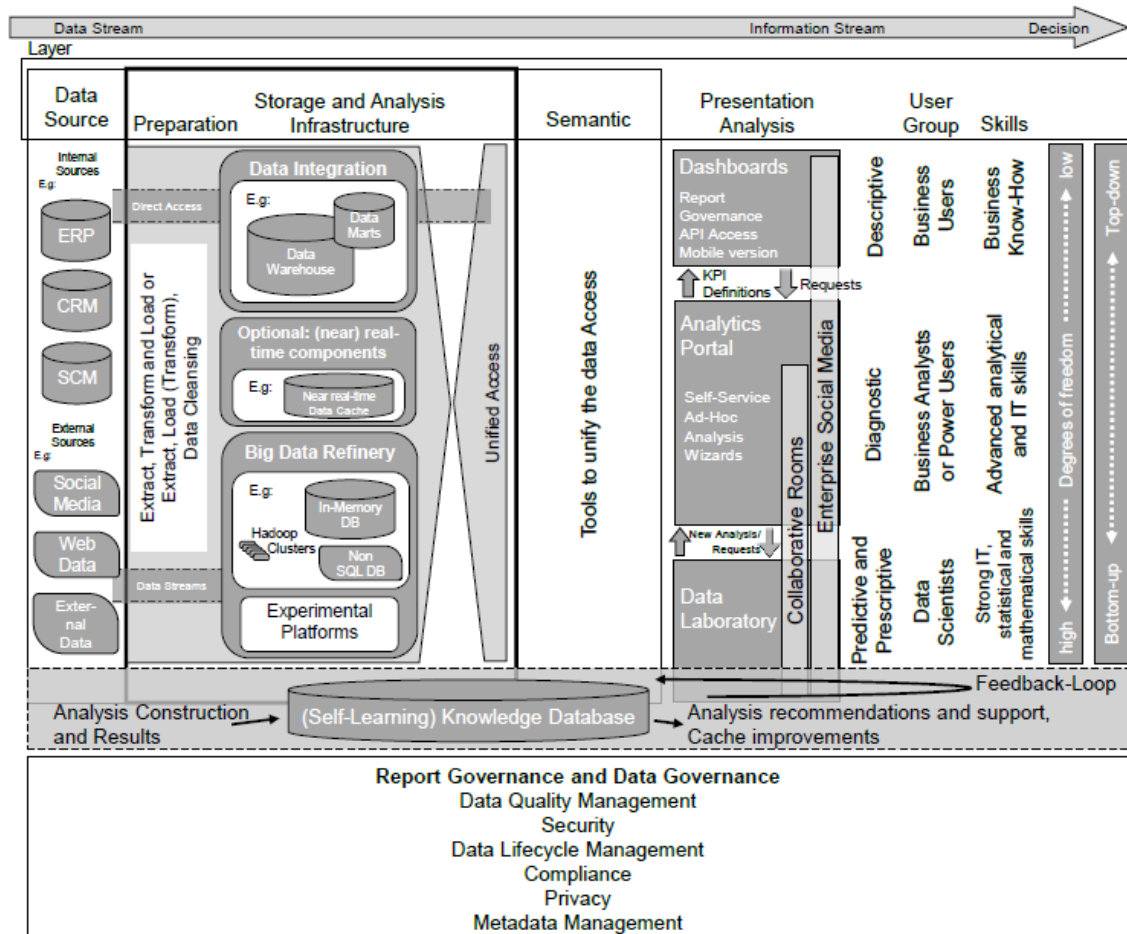 Data Stream
Information Stream
Decision
Layer
Data
Source
Preparation
Storage and Analysis
Infrastructure
Semantic
Presentation
Analysis
User
Group
Skills
Internal
Sources
E.g:
ERP
CRM
SCM
External
Sources
E.g:
Social
Media
Web
Data
Exter-
nal
Data
Direct Access
Extract, Transform and Load or
Extract, Load (Transform),
Data Cleansing
Data Streams
Data Integration
E.g:
Data
Marts
Data
Warehouse
Optional: (near) real-
time components
E.g:
Near real-time
Data Cache
Big Data Refinery
E.g:
In-Memory
DB
Hadoop
Clusters
Non
SQL DB
Experimental
Platforms
Unified Access
Tools to unify the data Access
Dashboards
Report
Governance
API Access
Mobile version
KPI
Definitions
Requests
Analytics
Portal
Self-Service
Ad-Hoc
Analysis
Wizards
New Analysis/
Requests
Data
Laboratory
Collaborative Rooms
Enterprise Social Media
Descriptive
Diagnostic
Predictive and
Prescriptive
Business
Users
Business Analysts
or Power Users
Data
Scientists
Business
Know-How
Advanced analytical
and IT skills
Strong IT,
statistical and
mathematical skills
low
Degrees of freedom
high
Top-down
Bottom-up
Feedback-Loop
Analysis Construction
and Results
(Self-Learning) Knowledge Database
Analysis recommendations and support,
Cache improvements
Report Governance and Data Governance
Data Quality Management
Security
Data Lifecycle Management
Compliance
Privacy
Metadata Management